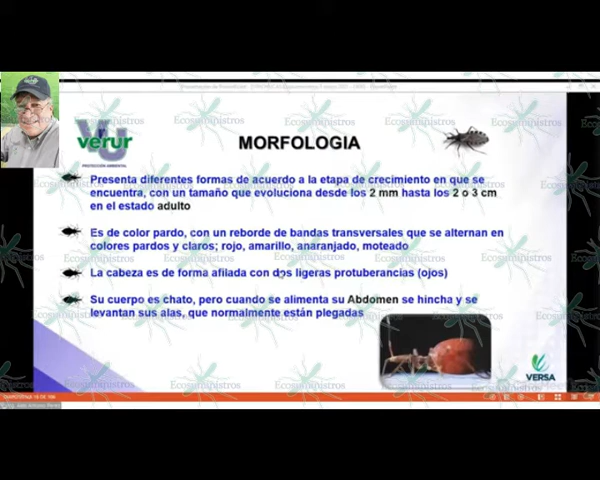 verur
PROTECCIÓN AMBIENTAL
MORFOLOGIA
Presenta diferentes formas de acuerdo a la etapa de crecimiento en que se
encuentra, con un tamaño que evoluciona desde los 2 mm hasta los 2 o 3 cm
en el estado adulto
Es de color pardo, con un reborde de bandas transversales que se alternan en
colores pardos y claros; rojo, amarillo, anaranjado, moteado
La cabeza es de forma afilada con dos ligeras protuberancias (ojos)
Su cuerpo es chato, pero cuando se alimenta su Abdomen se hincha y se
levantan sus alas, que normalmente están plegadas
VERSA
Ecosuministros